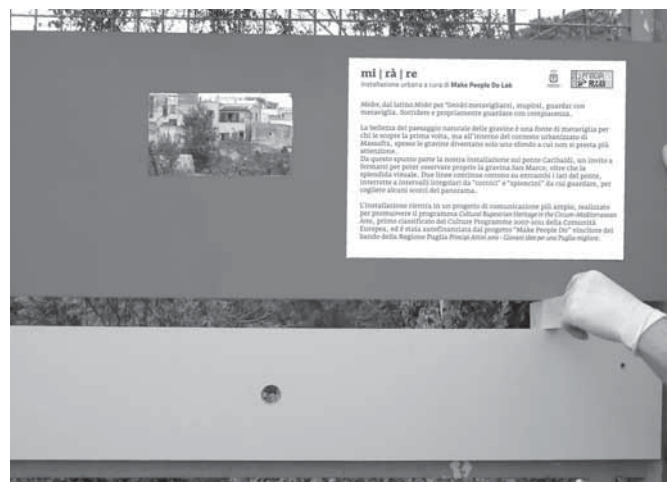 mi | rà | re
Installazione urbana a cura di Make People Do Lab
PUGLIA
Miràre, dal latino Miràri per “(esàr) meravigliarsi, stupirsi, guardar con
meraviglia. Sorridere e propriamente guardare con compiacenza.
La bellezza del paesaggio naturale delle gravine è una fonte di meraviglia per
chi le scopre la prima volta, ma all'interno del contesto urbanizzato di
Massafra, spesso le gravine diventano solo uno sfondo a cui non si presta più
attenzione.
Da questo spunto parte la nostra installazione sul ponte Garibaldi, un invito a
fermarsi per poter osservare proprio la gravina San Marco, oltre che la
splendida visuale. Due linee continue corrono su entrambi i lati del ponte,
interrotte a intervalli regolari da “cornici” e “spioncini” da cui guardare, per
cogliere alcuni scorci del panorama.
L'installazione rientra in un progetto di comunicazione più ampio, realizzato
per promuovere il programma Cultural Rupestrian Heritage in the Circum-Mediterranean
Area, primo classificato del Culture Programme 2007-2013 della Comunità
Europea, ed è stata autofinanziata dal progetto “Make People Do” vincitore del
bando della Regione Puglia Principi Attivi 2010 - Giovani idee per una Puglia migliore.